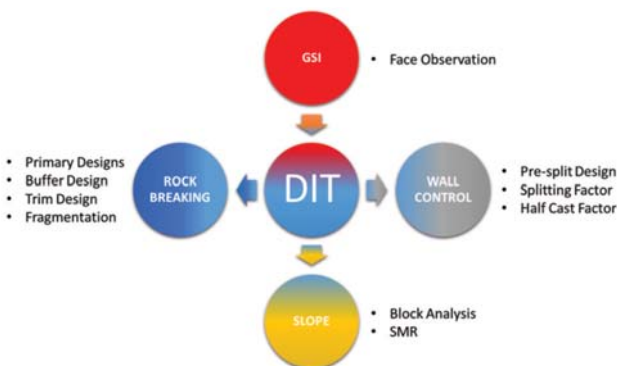 GSI
• Face Observation
• Primary Designs
• Buffer Design
• Trim Design
• Fragmentation
ROCK
BREAKING
DIT
WALL
CONTROL
• Pre-split Design
• Splitting Factor
• Half Cast Factor
SLOPE
• Block Analysis
• SMR